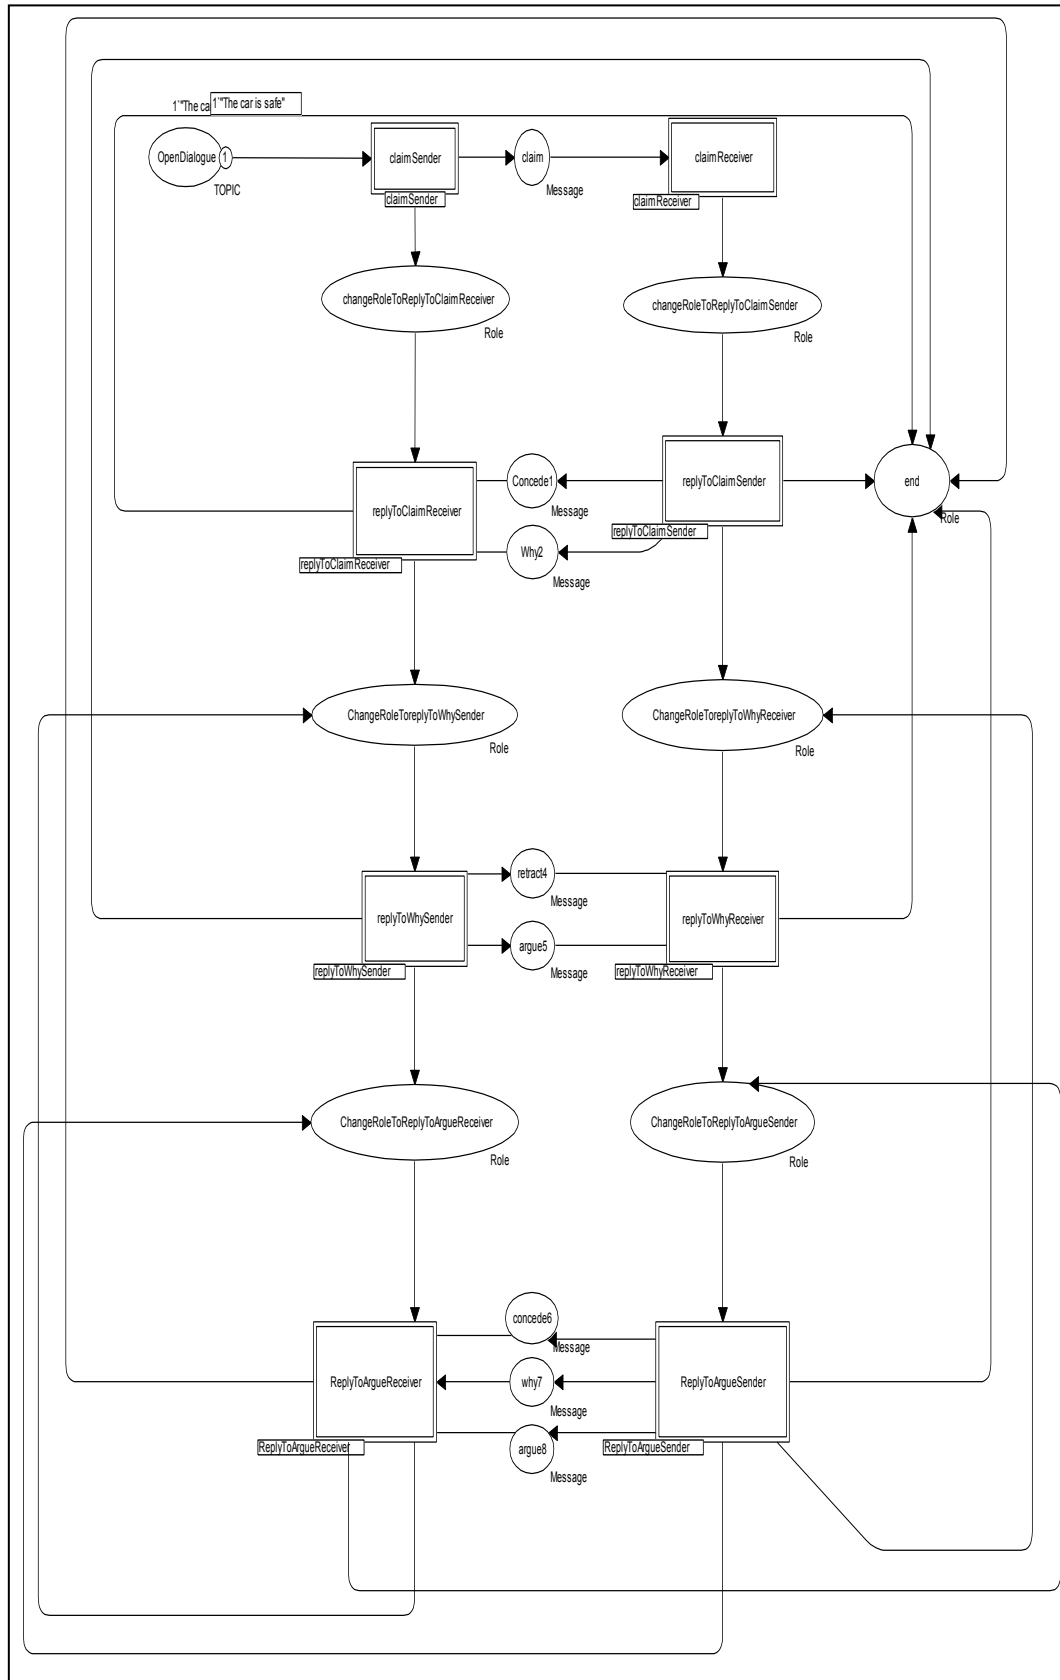 1`"The ca
1`"The car is safe"
OpenDialogue
1
TOPIC
claimSender
claimSender
claim
Message
claimReceiver
claimReceiver
changeRoleToReplyToClaimReceiver
Role
changeRoleToReplyToClaimSender
Role
replyToClaimReceiver
replyToClaimReceiver
Concede1
Message
Why2
Message
replyToClaimSender
replyToClaimSender
end
Role
ChangeRoleToreplyToWhySender
Role
ChangeRoleToreplyToWhyReceiver
Role
replyToWhySender
replyToWhySender
retract4
Message
argue5
Message
replyToWhyReceiver
replyToWhyReceiver
ChangeRoleToReplyToArgueReceiver
Role
ChangeRoleToReplyToArgueSender
Role
ReplyToArgueReceiver
ReplyToArgueReceiver
concede6
Message
why7
Message
argue8
Message
ReplyToArgueSender
ReplyToArgueSender